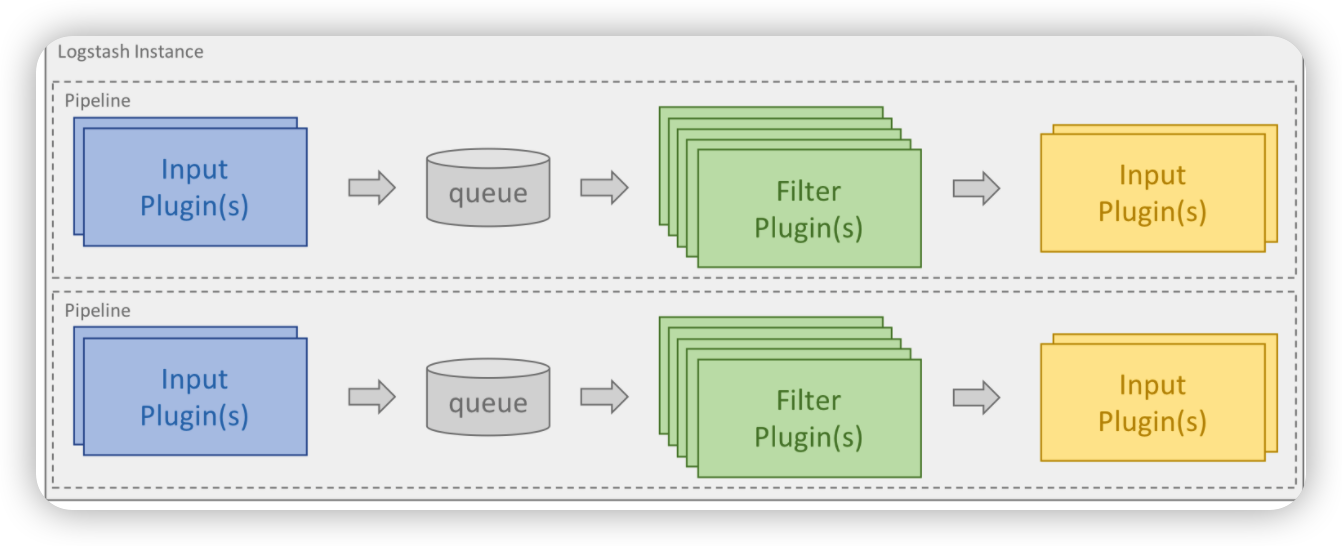 Logstash Instance
Pipeline
Input
Plugin(s)
queue
Filter
Plugin(s)
Input
Plugin(s)
Pipeline
Input
Plugin(s)
queue
Filter
Plugin(s)
Input
Plugin(s)